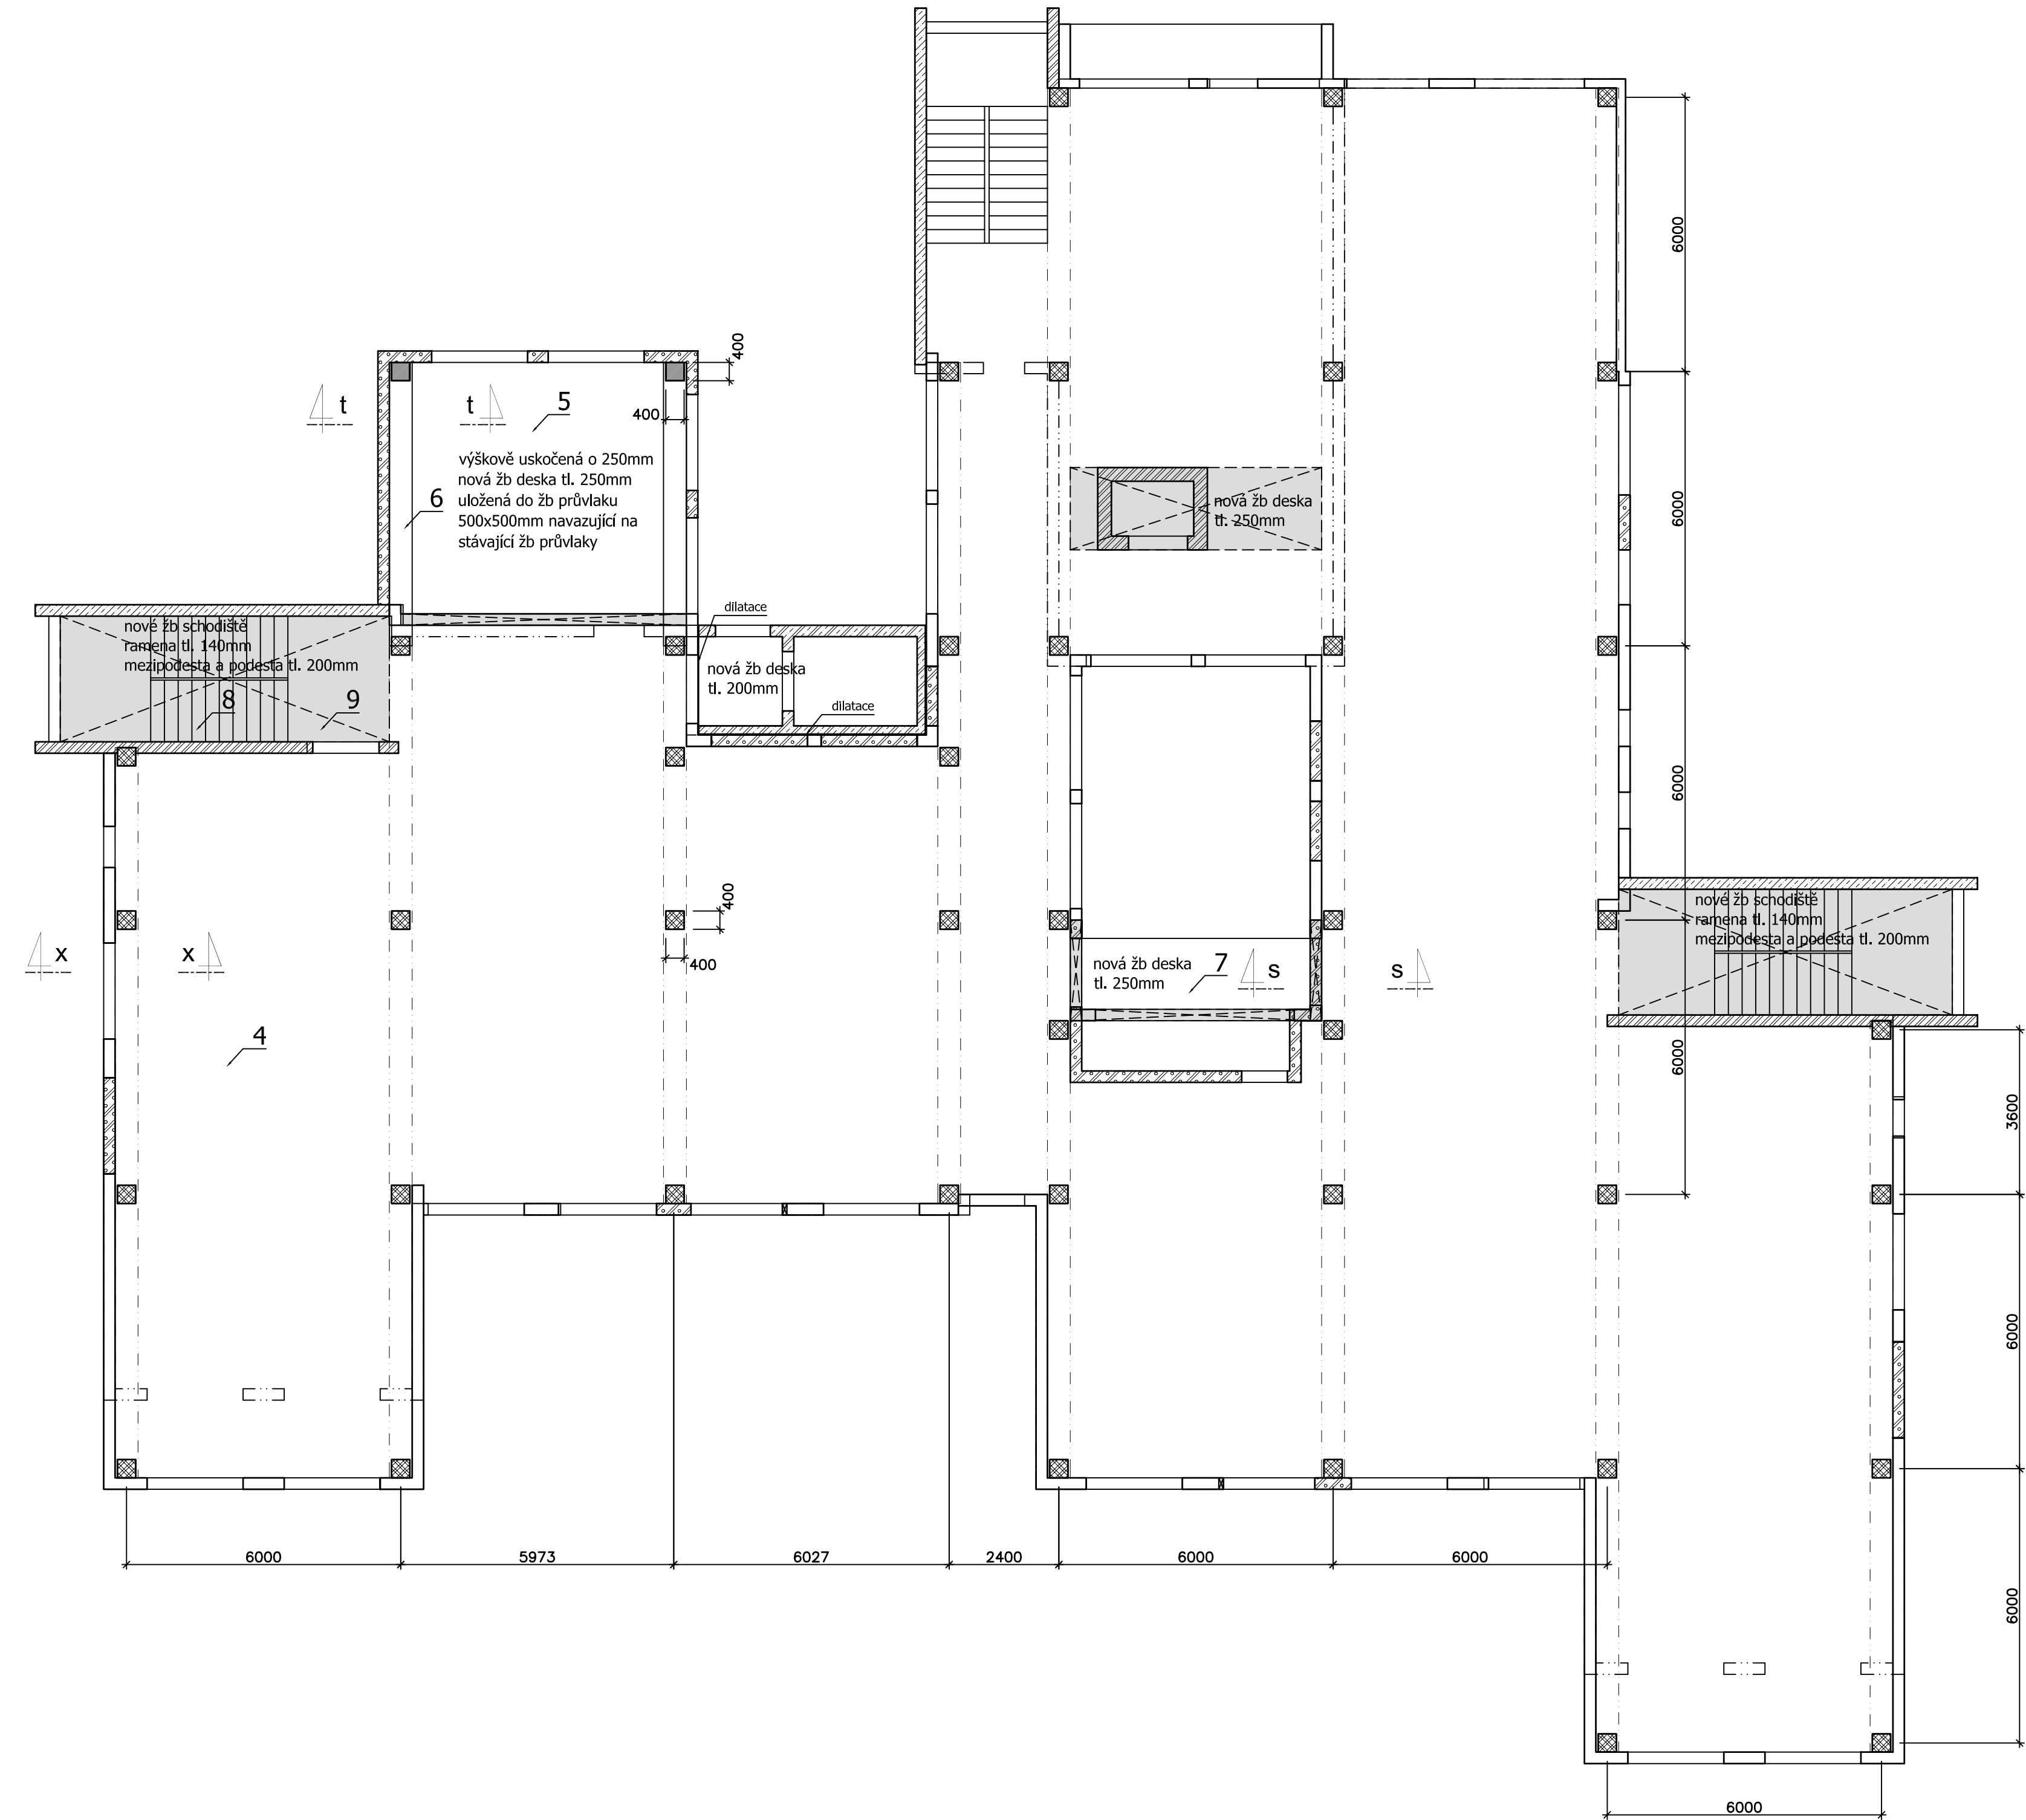 6000
400
t
t
5
400
výškově uskočená o 250mm
nová žb deska tl. 250mm
uložená do žb průvlaku
500x500mm navazující na
stávající žb průvlaky
6
nová žb deska
tl. 250mm
6000
dilatace
nové žb schodiště
ramena tl. 140mm
mezipodesta a podesta tl. 200mm
nová žb deska
tl. 200mm
8
9
dilatace
6000
400
400
nové žb schodiště
ramena tl. 140mm
mezipodesta a podesta tl. 200mm
x
x
nová žb deska
tl. 250mm
7
s
s
4
6000
3600
6000
6000
5973
6027
2400
6000
6000
6000
6000